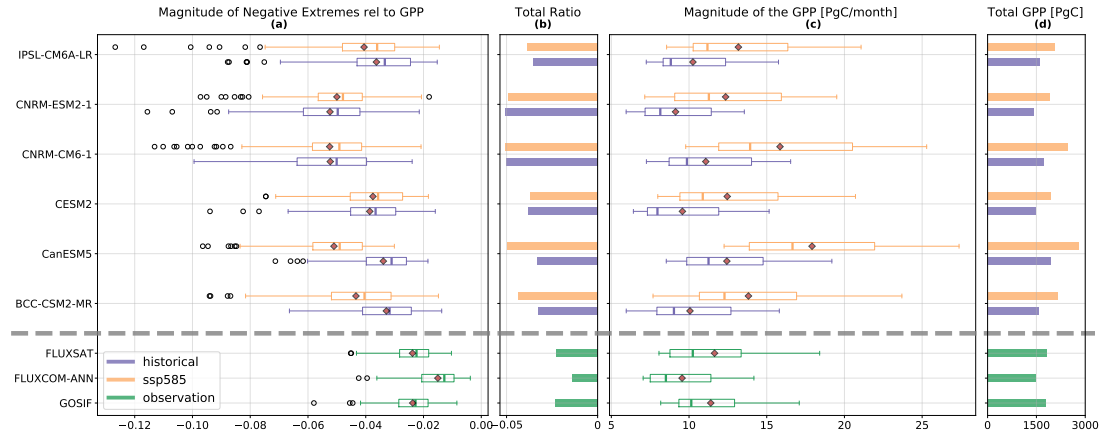 Magnitude of Negative Extremes rel to GPP
(a)
Total Ratio
(b)
Magnitude of the GPP [PgC/month]
(c)
Total GPP [PgC]
(d)
IPSL-CM6A-LR
CNRM-ESM2-1
CNRM-CM6-1
CESM2
CanESM5
BCC-CSM2-MR
FLUXSAT
FLUXCOM-ANN
GOSIF
historical
ssp585
observation
−0.12 −0.10 −0.08 −0.06 −0.04 −0.02 0.00
−0.05 0
5 10 15 20 25
0 1500 3000